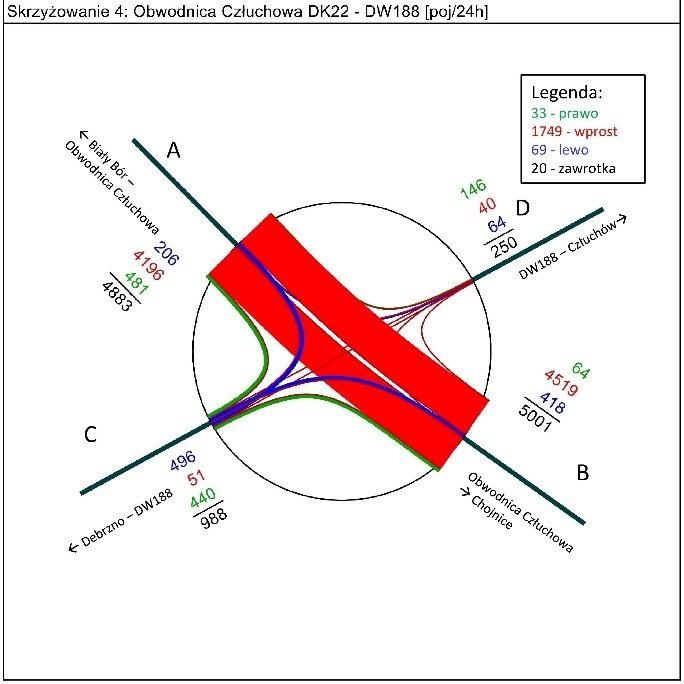 Skrzyżowanie 4: Obwodnica Człuchowa DK22 - DW188 [poj/24h]
Legenda:
33 - prawo
1749 - wprost
69 - lewo
20 - zawrotka
A
← Biały Bór –
Obwodnica Człuchowa
206
4196
481
4883
146
40
64
250
D
DW188 – Człuchów→
64
4519
418
5001
B
Obwodnica Człuchowa
→ Chojnice
C
496
51
440
988
← Debrzno – DW188